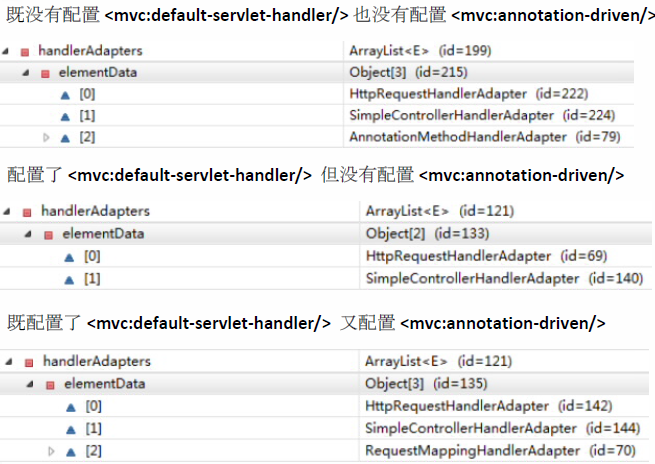 既没有配置 <mvc:default-servlet-handler/> 也没有配置 <mvc:annotation-driven/>
handlerAdapters ArrayList<E> (id=199)
elementData Object[3] (id=215)
[0] HttpRequestHandlerAdapter (id=222)
[1] SimpleControllerHandlerAdapter (id=224)
[2] AnnotationMethodHandlerAdapter (id=79)
配置了 <mvc:default-servlet-handler/> 但没有配置 <mvc:annotation-driven/>
handlerAdapters ArrayList<E> (id=121)
elementData Object[2] (id=133)
[0] HttpRequestHandlerAdapter (id=69)
[1] SimpleControllerHandlerAdapter (id=140)
既配置了 <mvc:default-servlet-handler/> 又配置 <mvc:annotation-driven/>
handlerAdapters ArrayList<E> (id=121)
elementData Object[3] (id=135)
[0] HttpRequestHandlerAdapter (id=142)
[1] SimpleControllerHandlerAdapter (id=144)
[2] RequestMappingHandlerAdapter (id=70)